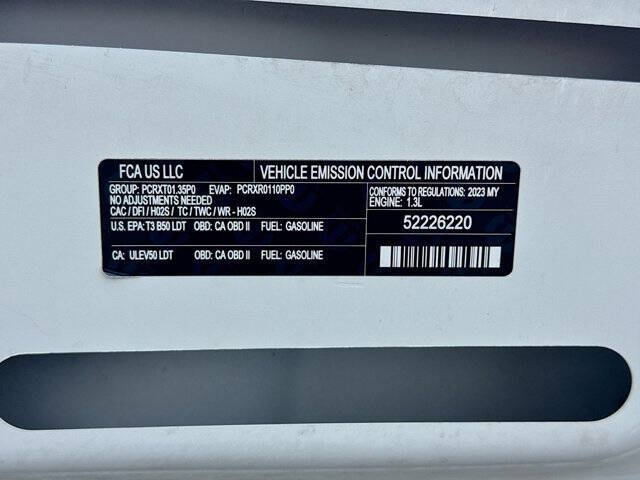 FCA US LLC
VEHICLE EMISSION CONTROL INFORMATION
GROUP: PCRXT01.35P0 EVAP: PCRXR0110PP0
NO ADJUSTMENTS NEEDED
CAC / DFI / H02S / TC / TWC / WR - H02S
CONFORMS TO REGULATIONS: 2023 MY
ENGINE: 1.3L
U.S. EPA: T3 B50 LDT OBD: CA OBD II FUEL: GASOLINE
52226220
CA: ULEV50 LDT OBD: CA OBD II FUEL: GASOLINE